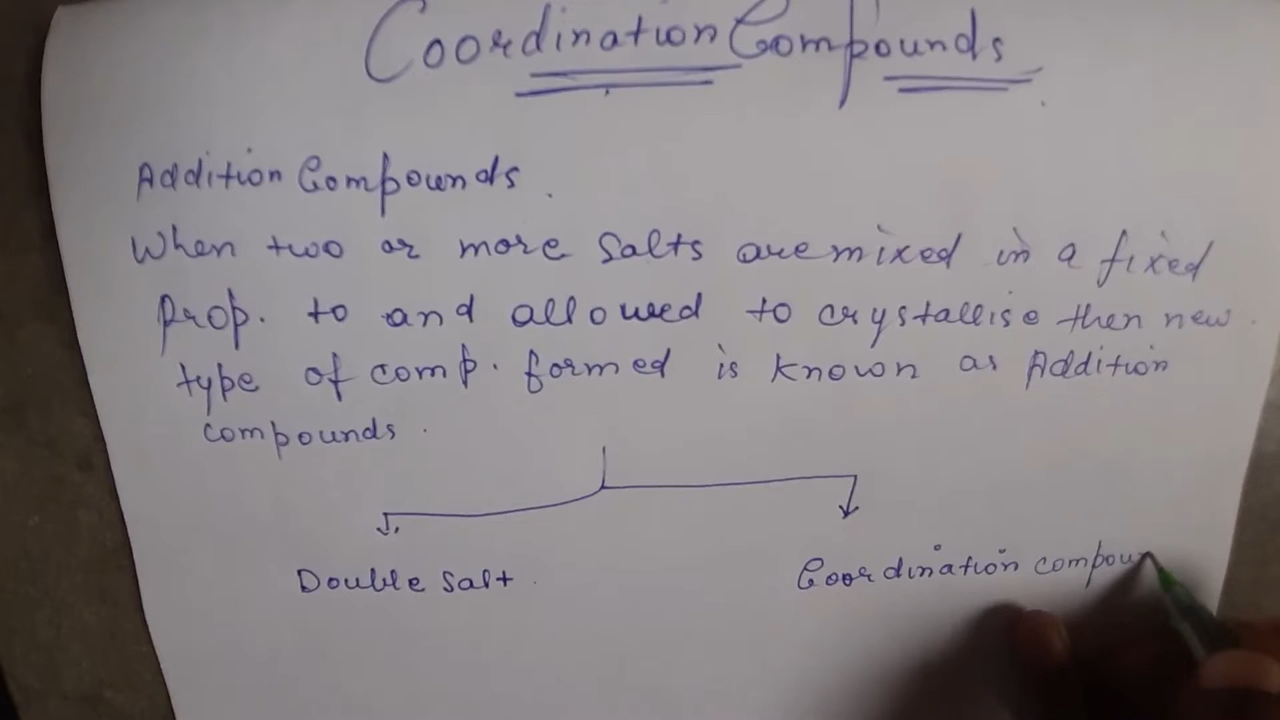 Coordination Compounds
Addition Compounds.
When two or more salts are mixed in a fixed
Prop. to and allowed to crystallise then new
type of comp. formed is known as Addition
compounds.
Double salt
Coordination compou